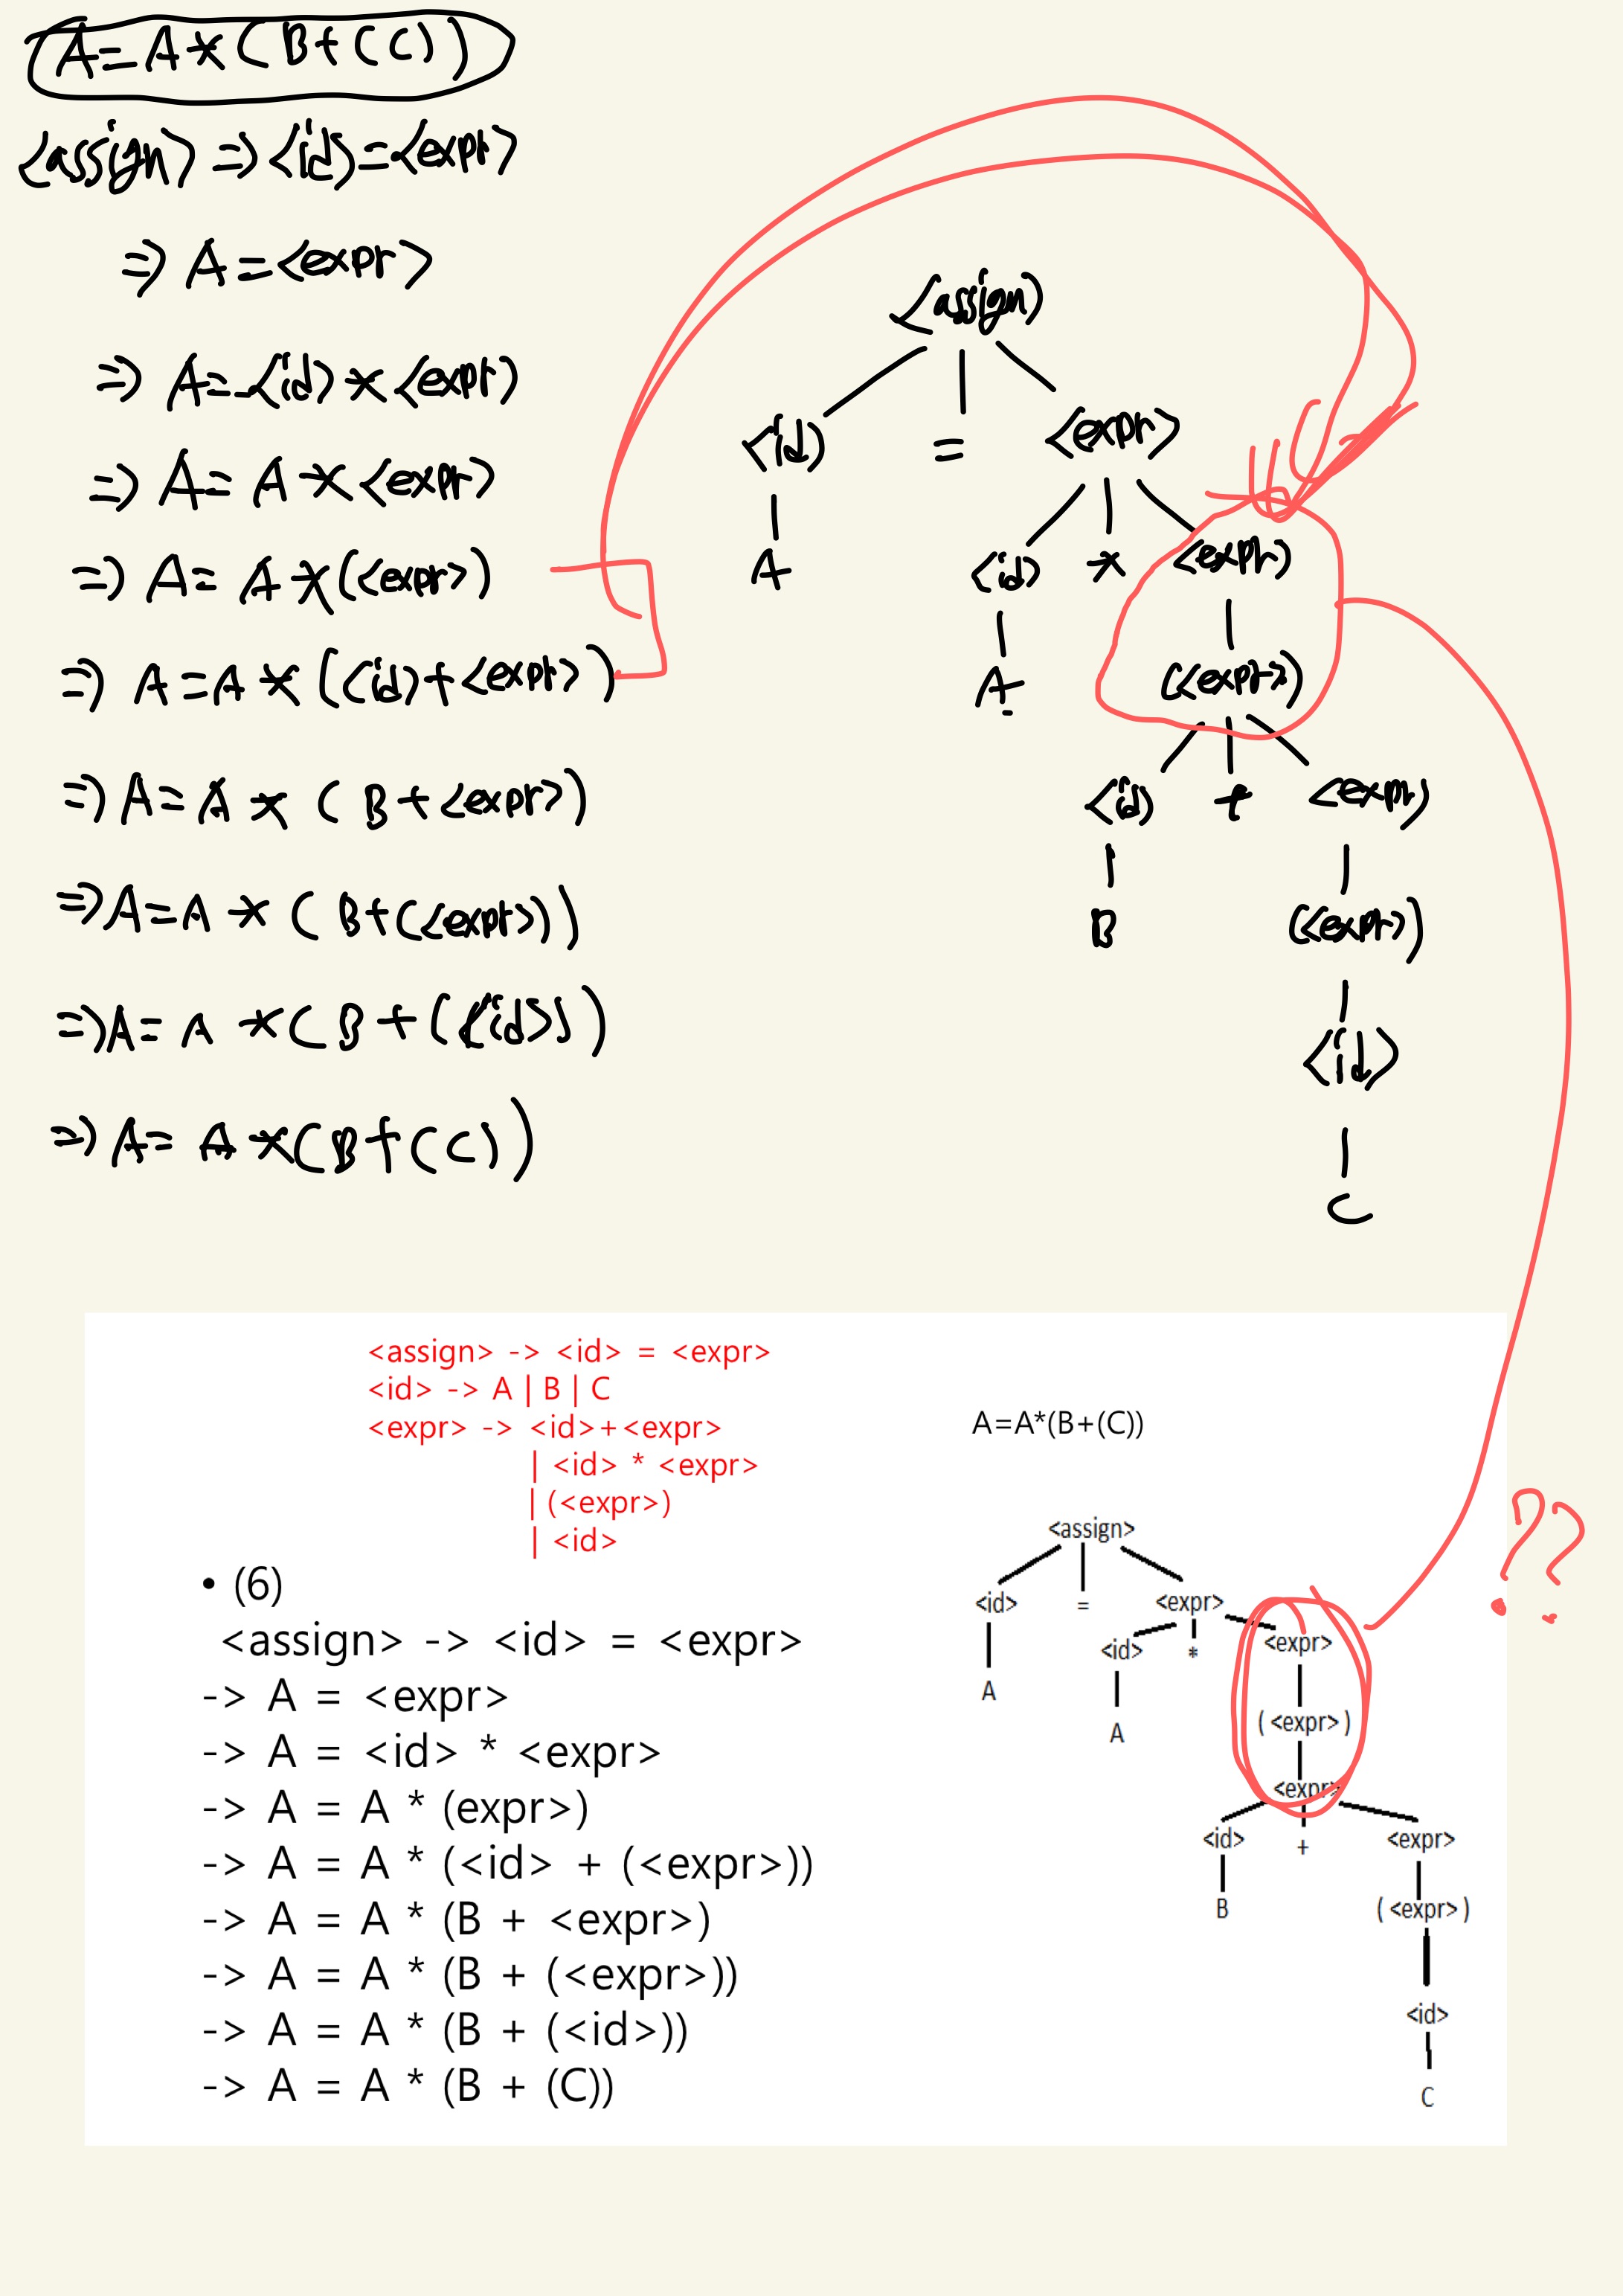 A=A*(B+(C))
<assign> => <id>=<expr>
=> A=<expr>
=> A=<id>*<expr>
=> A=A*<expr>
=> A=A*(<expr>)
=> A=A*(<id>+<expr>)
=> A=A*(B+<expr>)
=> A=A*(B+(<expr>))
=> A=A*(B+(<id>))
=> A=A*(B+(C))
<assign>
<id> = <expr>
A <id> * <expr>
A (<expr>)
<id> + <expr>
B (<expr>)
<id>
C
<assign> -> <id> = <expr>
<id> -> A | B | C
<expr> -> <id>+<expr>
| <id> * <expr>
| (<expr>)
| <id>
• (6)
<assign> -> <id> = <expr>
-> A = <expr>
-> A = <id> * <expr>
-> A = A * (expr>)
-> A = A * (<id> + (<expr>))
-> A = A * (B + <expr>)
-> A = A * (B + (<expr>))
-> A = A * (B + (<id>))
-> A = A * (B + (C))
A=A*(B+(C))
<assign>
<id> = <expr>
A <id> * <expr>
A ( <expr> )
<expr>
<id> + <expr>
B ( <expr> )
<id>
C
??